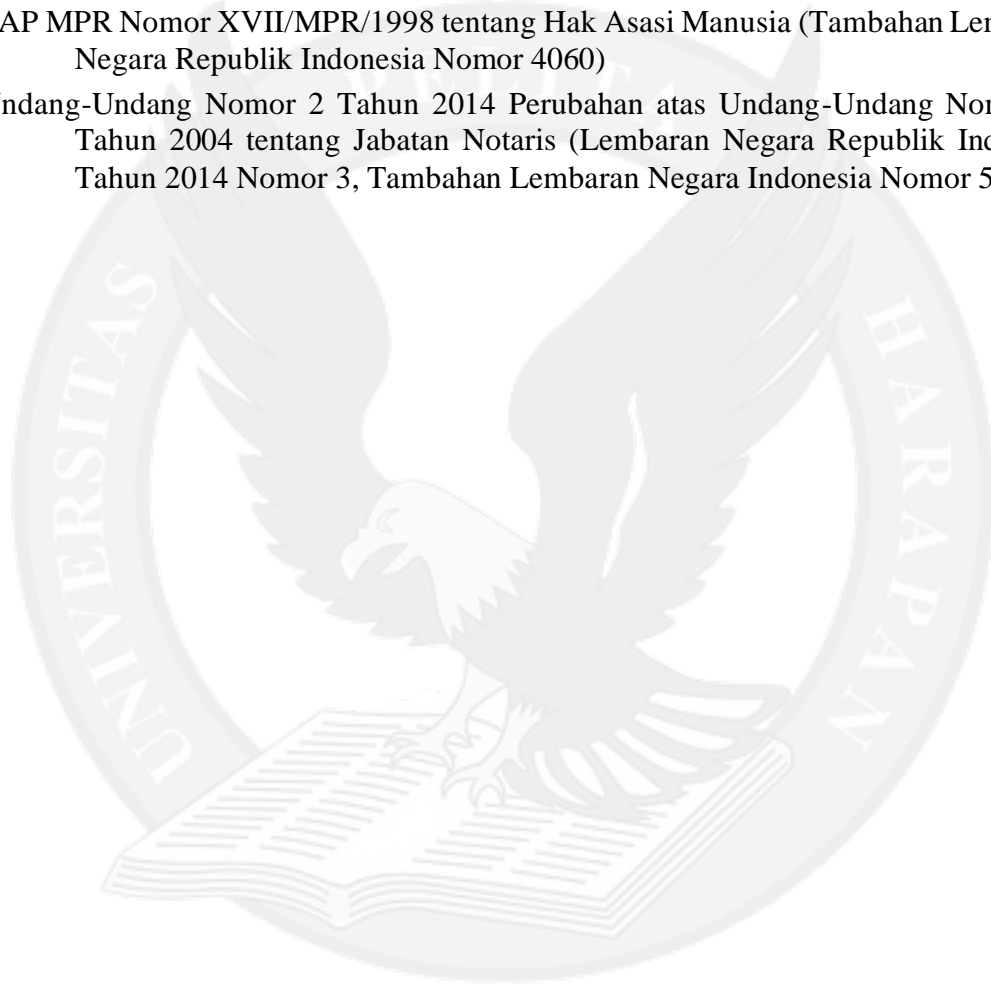 AP MPR Nomor XVII/MPR/1998 tentang Hak Asasi Manusia (Tambahan Lem
Negara Republik Indonesia Nomor 4060)
ndang-Undang Nomor 2 Tahun 2014 Perubahan atas Undang-Undang Nor
Tahun 2004 tentang Jabatan Notaris (Lembaran Negara Republik Ind
Tahun 2014 Nomor 3, Tambahan Lembaran Negara Indonesia Nomor 5
UNIVERSITAS PELITA HARAPAN